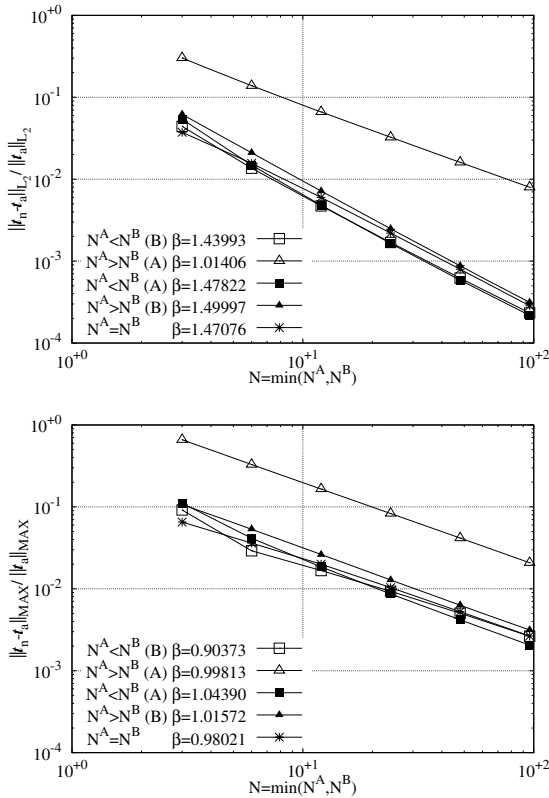 10^0
10^-1
10^-2
10^-3
10^-4
||t_n-t_a||_L_2 / ||t_a||_L_2
N^A<N^B (B) β=1.43993
N^A>N^B (A) β=1.01406
N^A<N^B (A) β=1.47822
N^A>N^B (B) β=1.49997
N^A=N^B β=1.47076
10^0 10^+1 10^+2
N=min(N^A,N^B)
10^0
10^-1
10^-2
10^-3
10^-4
||t_n-t_a||_MAX / ||t_a||_MAX
N^A<N^B (B) β=0.90373
N^A>N^B (A) β=0.99813
N^A<N^B (A) β=1.04390
N^A>N^B (B) β=1.01572
N^A=N^B β=0.98021
10^0 10^+1 10^+2
N=min(N^A,N^B)